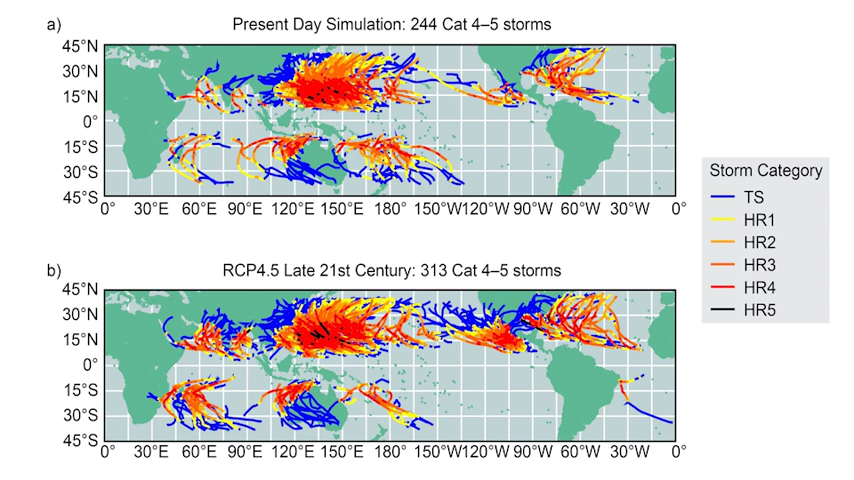 a)
Present Day Simulation: 244 Cat 4–5 storms
45°N
30°N
15°N
0°
15°S
30°S
45°S
0° 30°E 60°E 90°E 120°E 150°E 180° 150°W 120°W 90°W 60°W 30°W 0°
b)
RCP4.5 Late 21st Century: 313 Cat 4–5 storms
45°N
30°N
15°N
0°
15°S
30°S
45°S
0° 30°E 60°E 90°E 120°E 150°E 180° 150°W 120°W 90°W 60°W 30°W 0°
Storm Category
TS
HR1
HR2
HR3
HR4
HR5